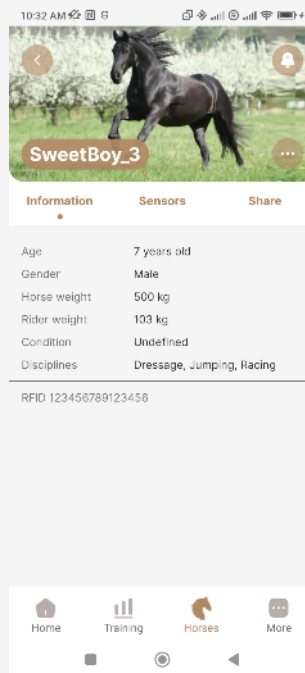 10:32 AM
SweetBoy_3
Information Sensors Share
Age 7 years old
Gender Male
Horse weight 500 kg
Rider weight 103 kg
Condition Undefined
Disciplines Dressage, Jumping, Racing
RFID 123456789123456
Home Training Horses More